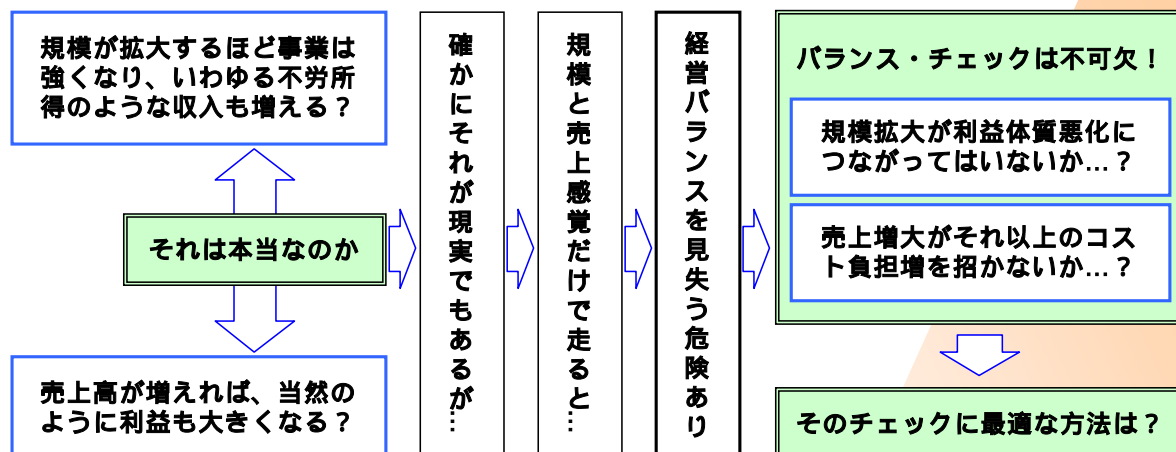 規模が拡大するほど事業は
強くなり、いわゆる不労所
得のような収入も増える？
それは本当なのか
売上高が増えれば、当然の
ように利益も大きくなる？
確かにそれが現実でもあるが…
規模と売上感覚だけで走ると…
経営バランスを見失う危険あり
バランス・チェックは不可欠！
規模拡大が利益体質悪化に
つながってはいないか…？
売上増大がそれ以上のコス
ト負担増を招かないか…？
そのチェックに最適な方法は？